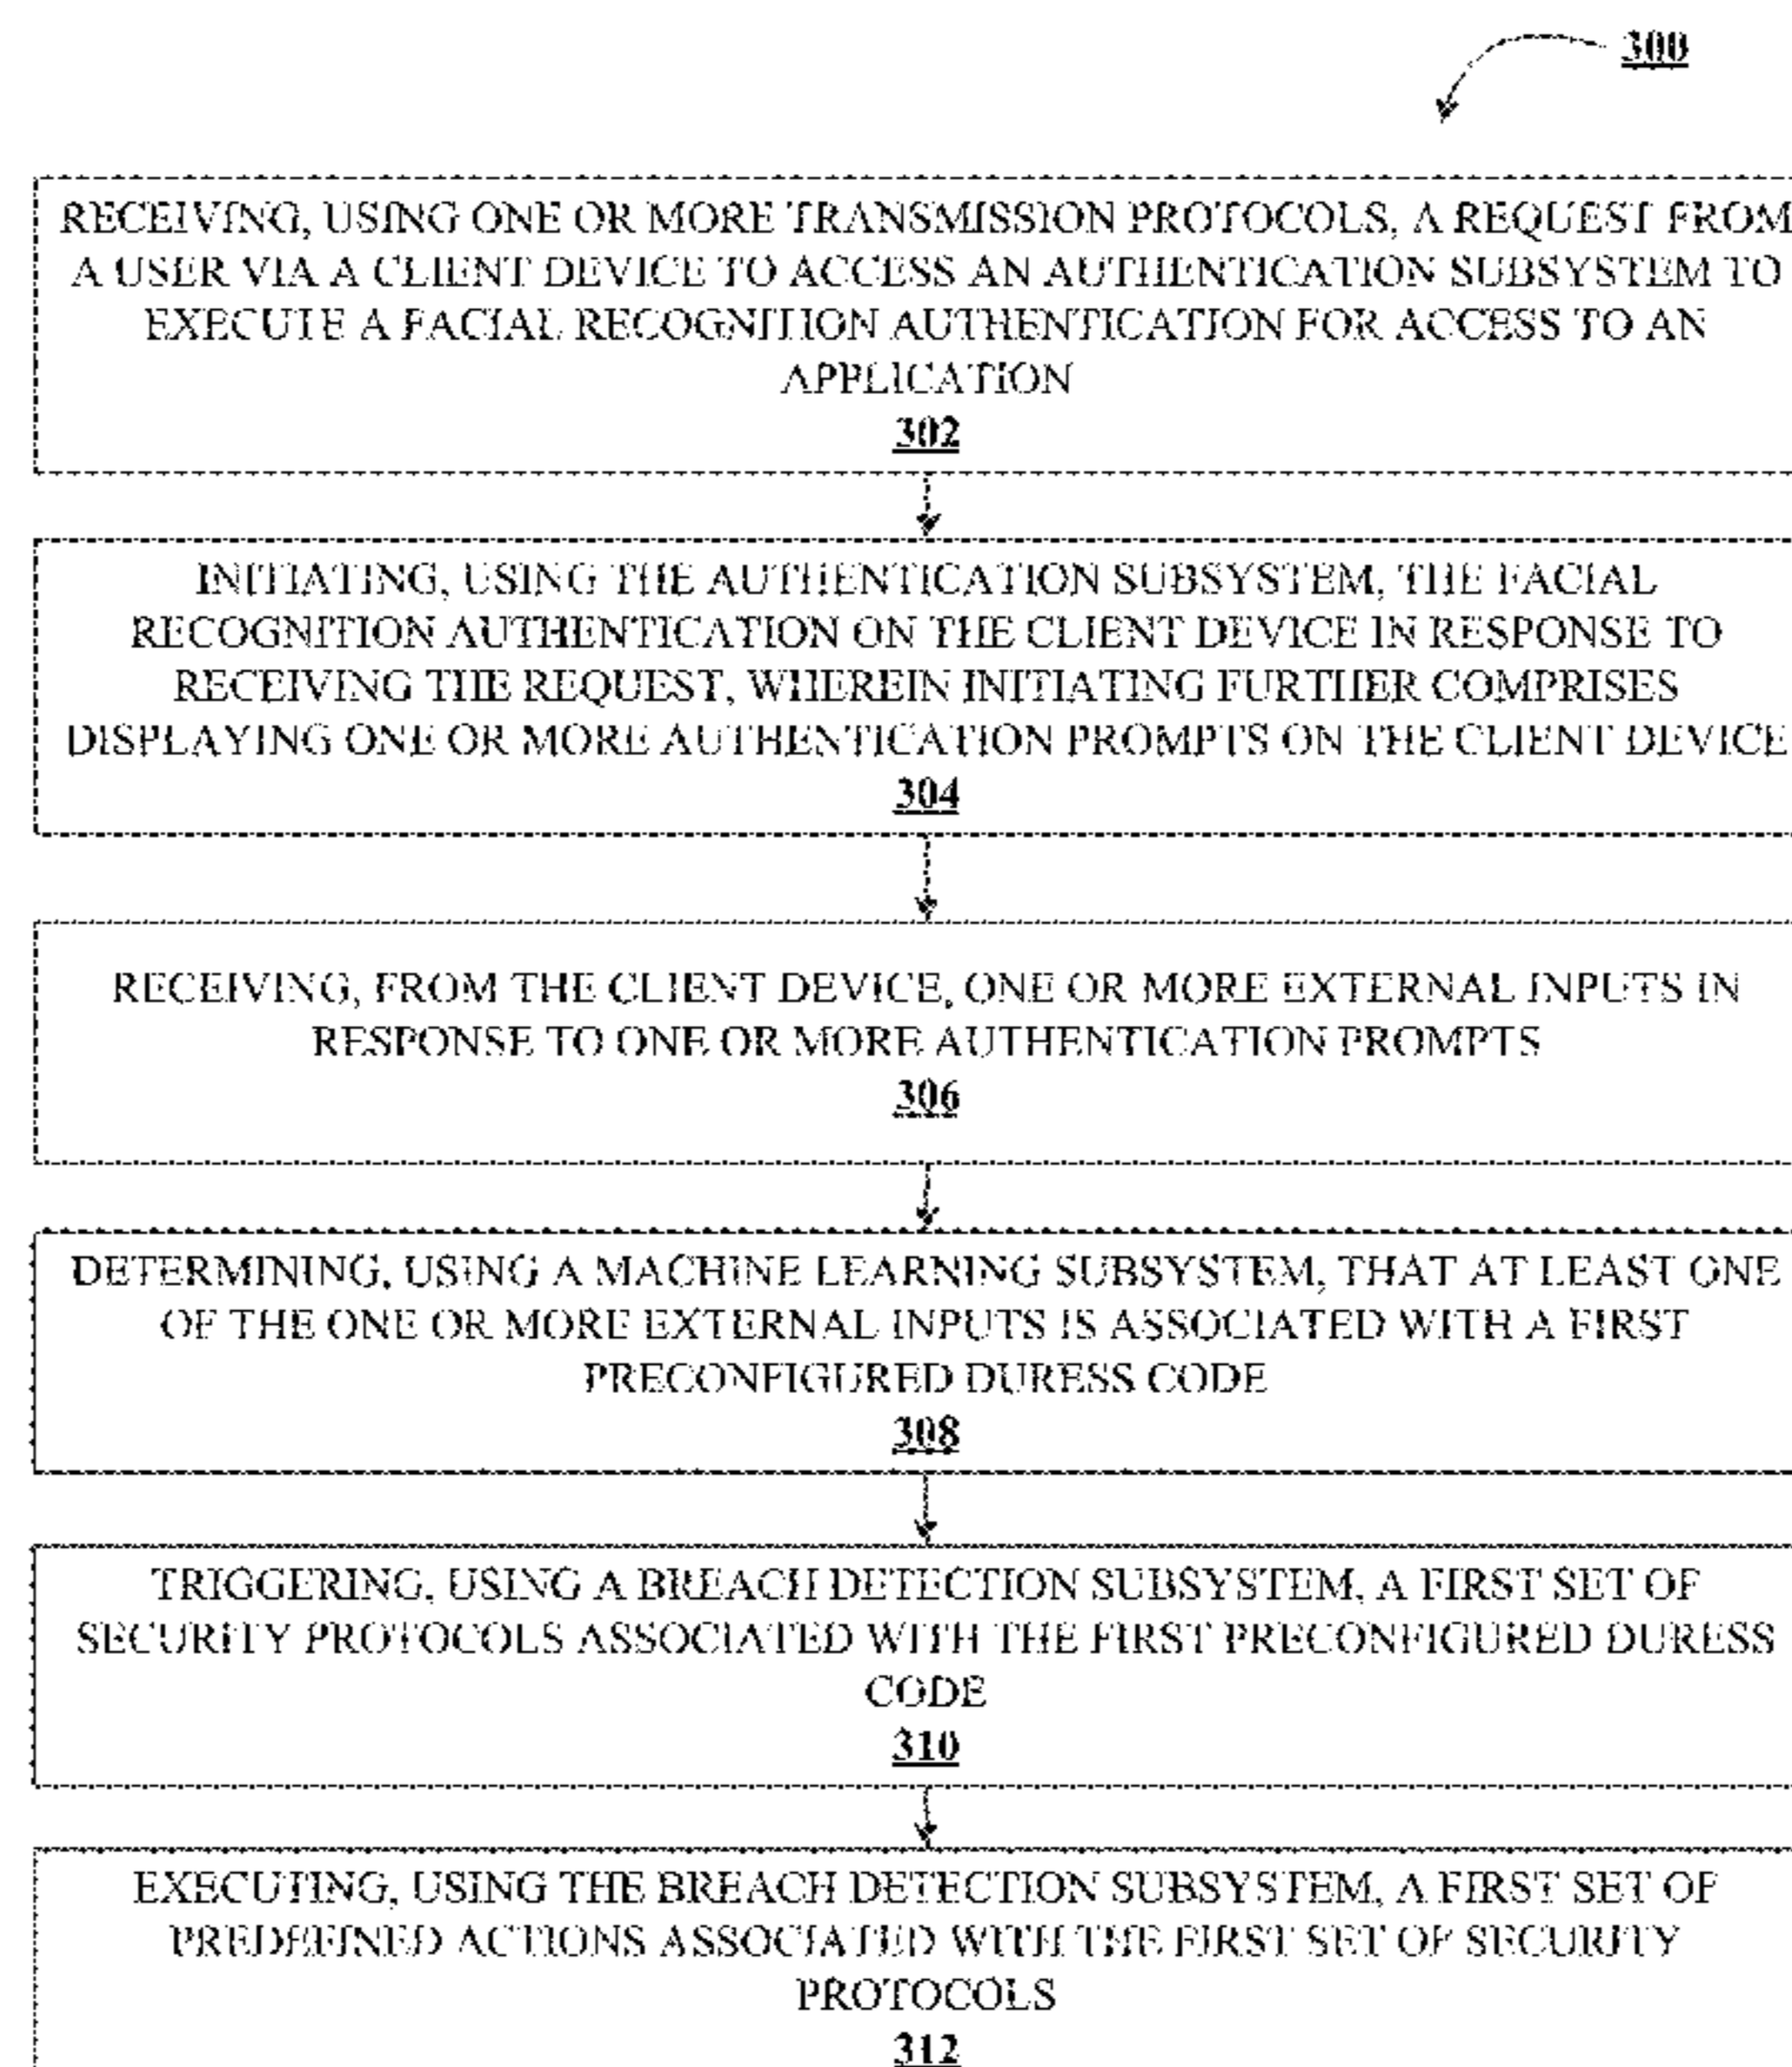 300
RECEIVING, USING ONE OR MORE TRANSMISSION PROTOCOLS, A REQUEST FROM
A USER VIA A CLIENT DEVICE TO ACCESS AN AUTHENTICATION SUBSYSTEM TO
EXECUTE A FACIAL RECOGNITION AUTHENTICATION FOR ACCESS TO AN
APPLICATION
302
INITIATING, USING THE AUTHENTICATION SUBSYSTEM, THE FACIAL
RECOGNITION AUTHENTICATION ON THE CLIENT DEVICE IN RESPONSE TO
RECEIVING THE REQUEST, WHEREIN INITIATING FURTHER COMPRISES
DISPLAYING ONE OR MORE AUTHENTICATION PROMPTS ON THE CLIENT DEVICE
304
RECEIVING, FROM THE CLIENT DEVICE, ONE OR MORE EXTERNAL INPUTS IN
RESPONSE TO ONE OR MORE AUTHENTICATION PROMPTS
306
DETERMINING, USING A MACHINE LEARNING SUBSYSTEM, THAT AT LEAST ONE
OF THE ONE OR MORE EXTERNAL INPUTS IS ASSOCIATED WITH A FIRST
PRECONFIGURED DURESS CODE
308
TRIGGERING, USING A BREACH DETECTION SUBSYSTEM, A FIRST SET OF
SECURITY PROTOCOLS ASSOCIATED WITH THE FIRST PRECONFIGURED DURESS
CODE
310
EXECUTING, USING THE BREACH DETECTION SUBSYSTEM, A FIRST SET OF
PREDEFINED ACTIONS ASSOCIATED WITH THE FIRST SET OF SECURITY
PROTOCOLS
312